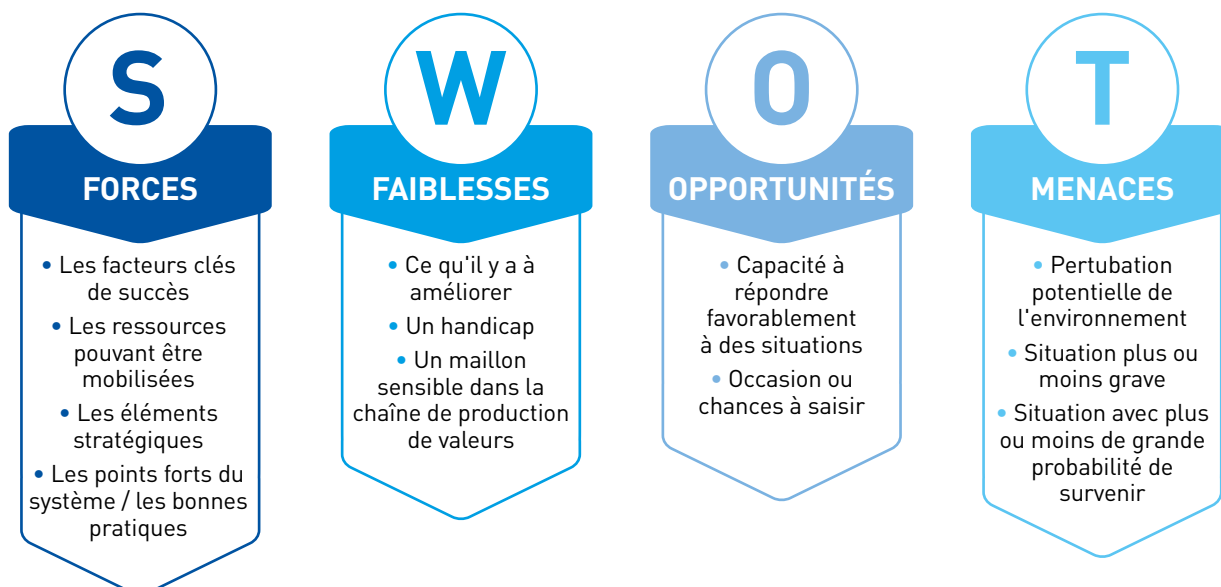 S
FORCES
• Les facteurs clés
de succès
• Les ressources
pouvant être
mobilisées
• Les éléments
stratégiques
• Les points forts du
système / les bonnes
pratiques
W
FAIBLESSES
• Ce qu'il y a à
améliorer
• Un handicap
• Un maillon
sensible dans la
chaîne de production
de valeurs
O
OPPORTUNITÉS
• Capacité à
répondre
favorablement
à des situations
• Occasion ou
chances à saisir
T
MENACES
• Pertubation
potentielle de
l'environnement
• Situation plus ou
moins grave
• Situation avec plus
ou moins de grande
probabilité de
survenir